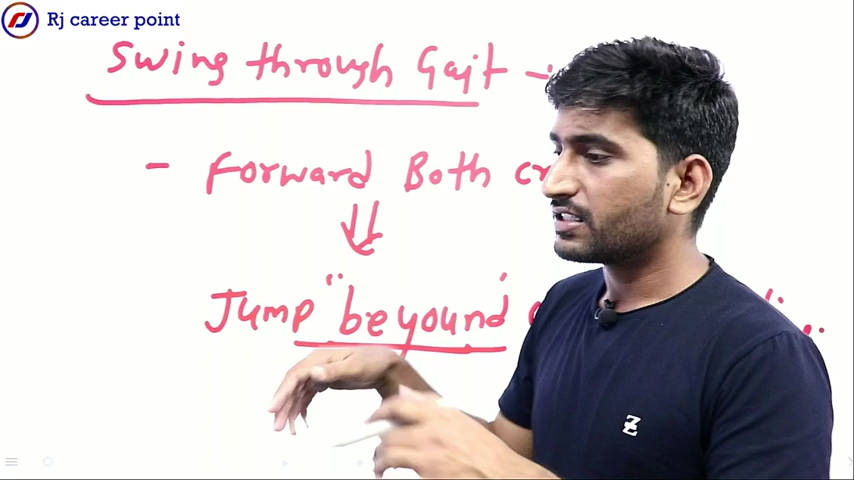 Rj career point
Swing through Gait -
- Forward Both
Jump "beyound"
Z